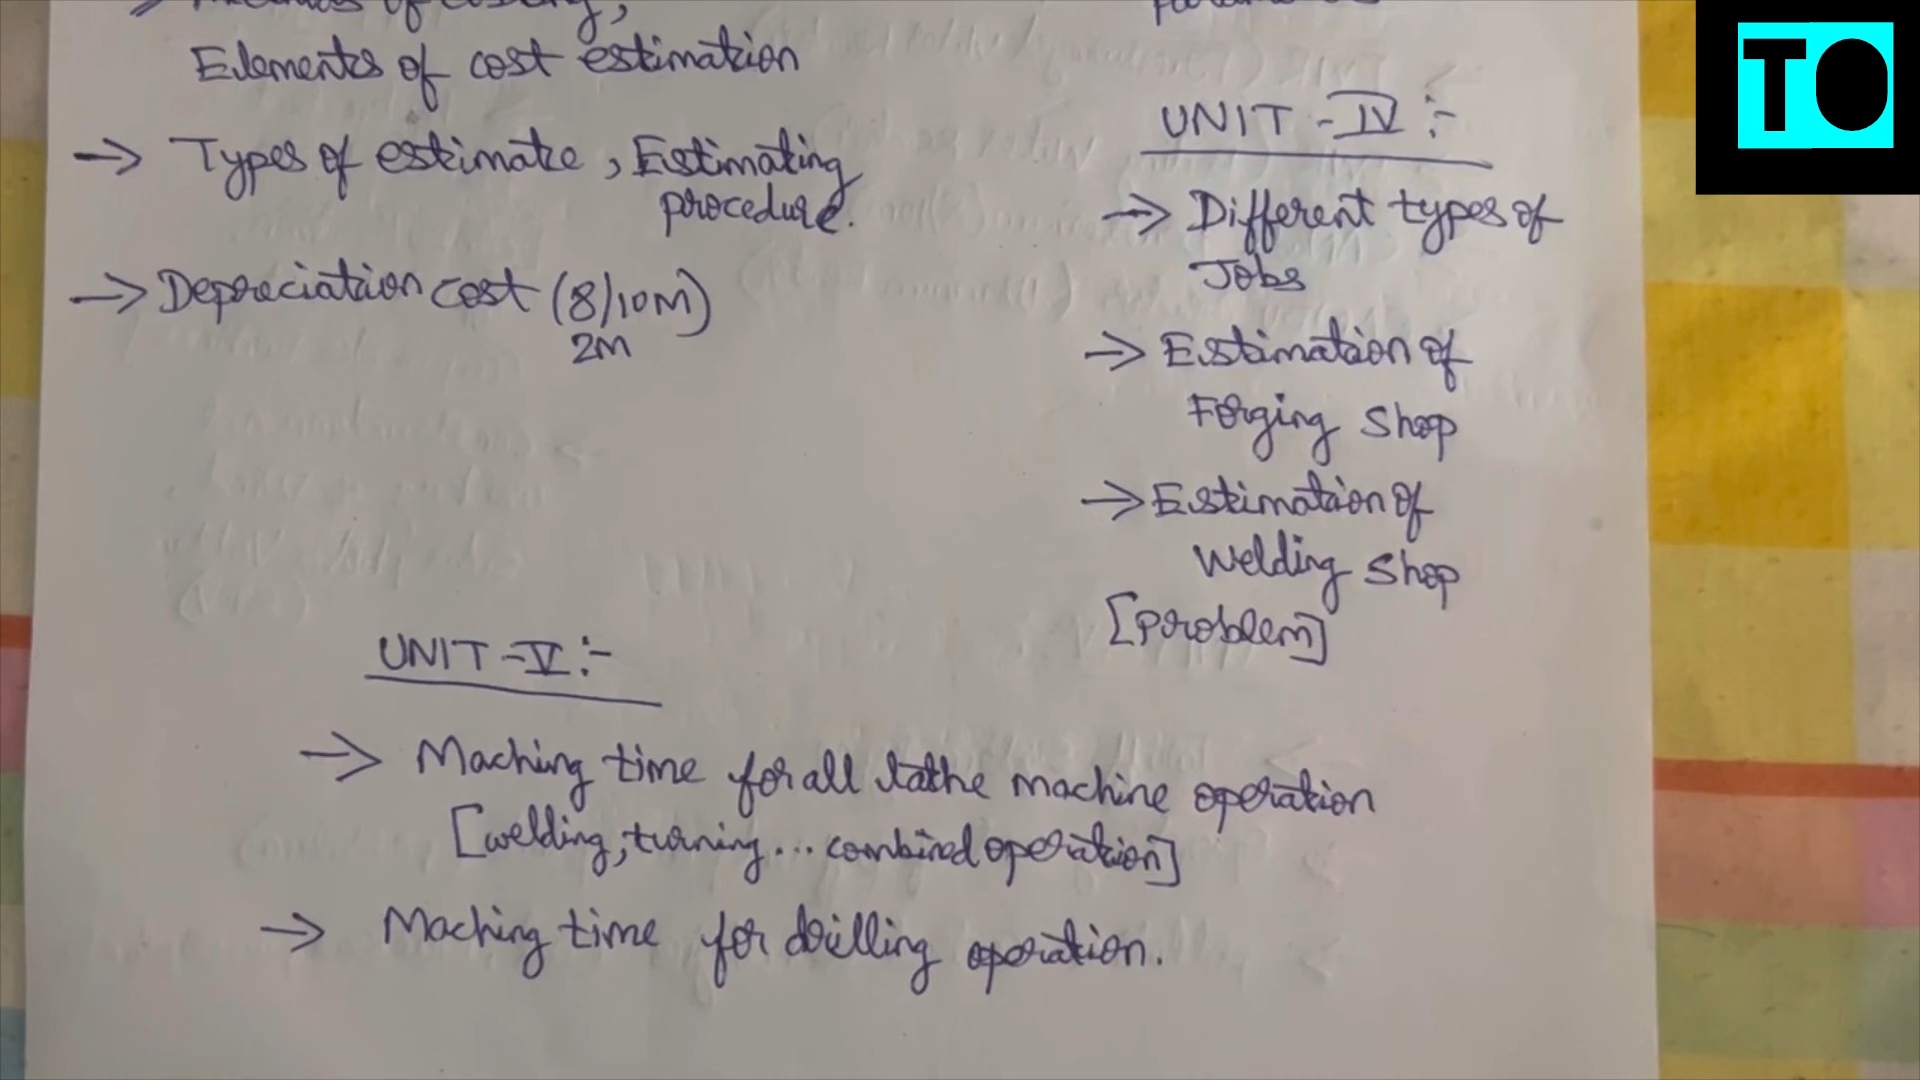 Elements of cost estimation
→ Types of estimate, Estimating
procedure.
→ Depreciation cost (8/10M)
2M
UNIT - IV :-
→ Different types of
Jobs
→ Estimation of
Forging Shop
→ Estimation of
Welding Shop
[Problem]
UNIT - V :-
→ Maching time for all lathe machine operation
[welding, turning... combined operation]
→ Maching time for drilling operation.
TO